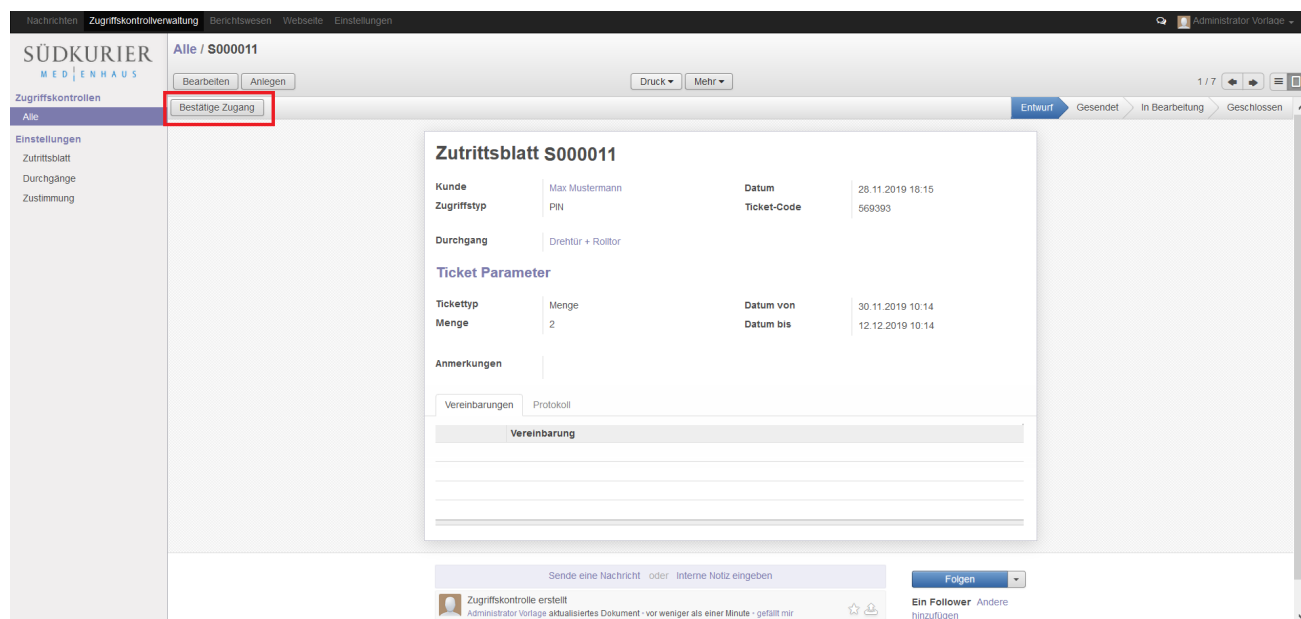 Nachrichten Zugriffskontrollverwaltung Berichtswesen Webseite Einstellungen Administrator Vorlage
SÜDKURIER
MEDIENHAUS
Alle / S000011
Bearbeiten Anlegen Druck Mehr 1 / 7
Zugriffskontrollen
Alle
Bestätige Zugang Entwurf Gesendet In Bearbeitung Geschlossen
Einstellungen
Zutrittsblatt
Durchgänge
Zustimmung
Zutrittsblatt S000011
Kunde Max Mustermann Datum 28.11.2019 18:15
Zugriffstyp PIN Ticket-Code 569393
Durchgang Drehtür + Rolltor
Ticket Parameter
Tickettyp Menge Datum von 30.11.2019 10:14
Menge 2 Datum bis 12.12.2019 10:14
Anmerkungen
Vereinbarungen Protokoll
Vereinbarung
Sende eine Nachricht oder Interne Notiz eingeben
Folgen
Zugriffskontrolle erstellt
Administrator Vorlage aktualisiertes Dokument - vor weniger als einer Minute - gefällt mir
Ein Follower Andere
hinzufügen